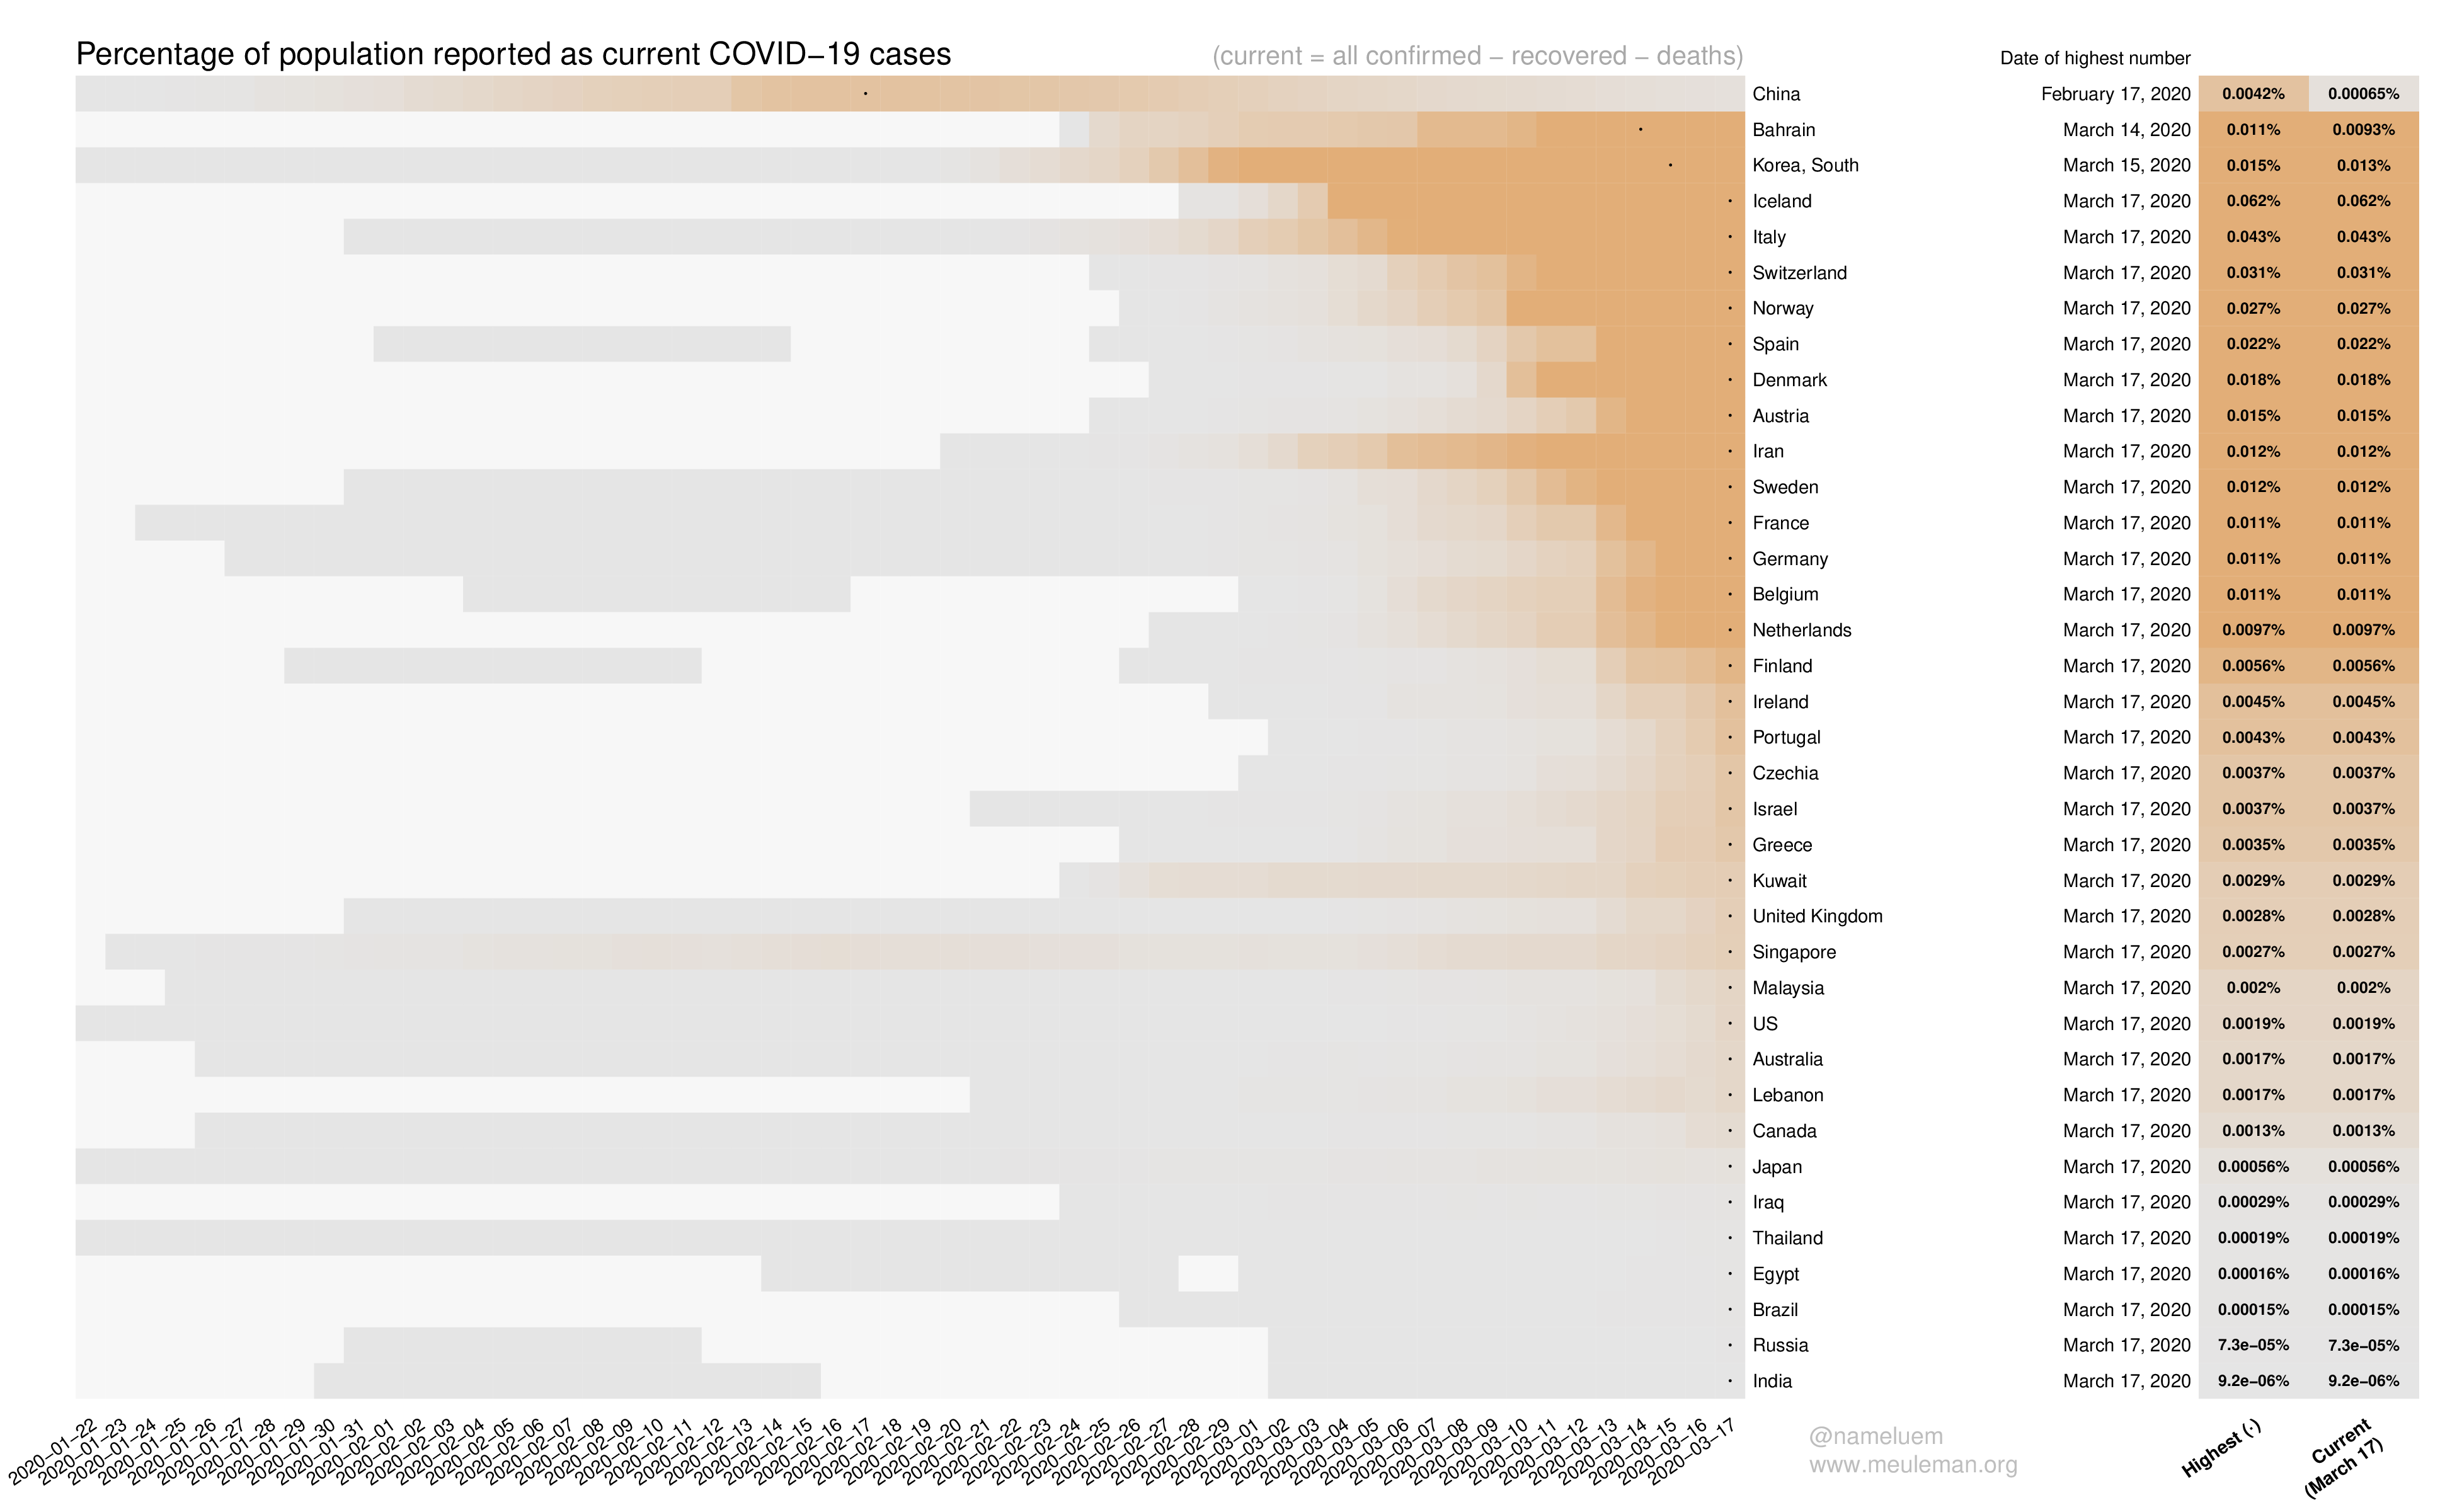 Percentage of population reported as current COVID−19 cases (current = all confirmed − recovered − deaths) Date of highest number
China February 17, 2020 0.0042% 0.00065%
Bahrain March 14, 2020 0.011% 0.0093%
Korea, South March 15, 2020 0.015% 0.013%
Iceland March 17, 2020 0.062% 0.062%
Italy March 17, 2020 0.043% 0.043%
Switzerland March 17, 2020 0.031% 0.031%
Norway March 17, 2020 0.027% 0.027%
Spain March 17, 2020 0.022% 0.022%
Denmark March 17, 2020 0.018% 0.018%
Austria March 17, 2020 0.015% 0.015%
Iran March 17, 2020 0.012% 0.012%
Sweden March 17, 2020 0.012% 0.012%
France March 17, 2020 0.011% 0.011%
Germany March 17, 2020 0.011% 0.011%
Belgium March 17, 2020 0.011% 0.011%
Netherlands March 17, 2020 0.0097% 0.0097%
Finland March 17, 2020 0.0056% 0.0056%
Ireland March 17, 2020 0.0045% 0.0045%
Portugal March 17, 2020 0.0043% 0.0043%
Czechia March 17, 2020 0.0037% 0.0037%
Israel March 17, 2020 0.0037% 0.0037%
Greece March 17, 2020 0.0035% 0.0035%
Kuwait March 17, 2020 0.0029% 0.0029%
United Kingdom March 17, 2020 0.0028% 0.0028%
Singapore March 17, 2020 0.0027% 0.0027%
Malaysia March 17, 2020 0.002% 0.002%
US March 17, 2020 0.0019% 0.0019%
Australia March 17, 2020 0.0017% 0.0017%
Lebanon March 17, 2020 0.0017% 0.0017%
Canada March 17, 2020 0.0013% 0.0013%
Japan March 17, 2020 0.00056% 0.00056%
Iraq March 17, 2020 0.00029% 0.00029%
Thailand March 17, 2020 0.00019% 0.00019%
Egypt March 17, 2020 0.00016% 0.00016%
Brazil March 17, 2020 0.00015% 0.00015%
Russia March 17, 2020 7.3e−05% 7.3e−05%
India March 17, 2020 9.2e−06% 9.2e−06%
2020−01−22
2020−01−23
2020−01−24
2020−01−25
2020−01−26
2020−01−27
2020−01−28
2020−01−29
2020−01−30
2020−01−31
2020−02−01
2020−02−02
2020−02−03
2020−02−04
2020−02−05
2020−02−06
2020−02−07
2020−02−08
2020−02−09
2020−02−10
2020−02−11
2020−02−12
2020−02−13
2020−02−14
2020−02−15
2020−02−16
2020−02−17
2020−02−18
2020−02−19
2020−02−20
2020−02−21
2020−02−22
2020−02−23
2020−02−24
2020−02−25
2020−02−26
2020−02−27
2020−02−28
2020−02−29
2020−03−01
2020−03−02
2020−03−03
2020−03−04
2020−03−05
2020−03−06
2020−03−07
2020−03−08
2020−03−09
2020−03−10
2020−03−11
2020−03−12
2020−03−13
2020−03−14
2020−03−15
2020−03−16
2020−03−17
@nameluem
www.meuleman.org
Highest (·)
Current
(March 17)